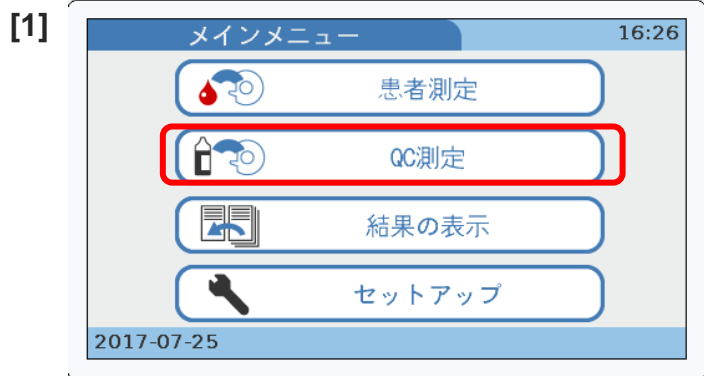 [1]
メインメニュー 16:26
患者測定
QC測定
結果の表示
セットアップ
2017-07-25